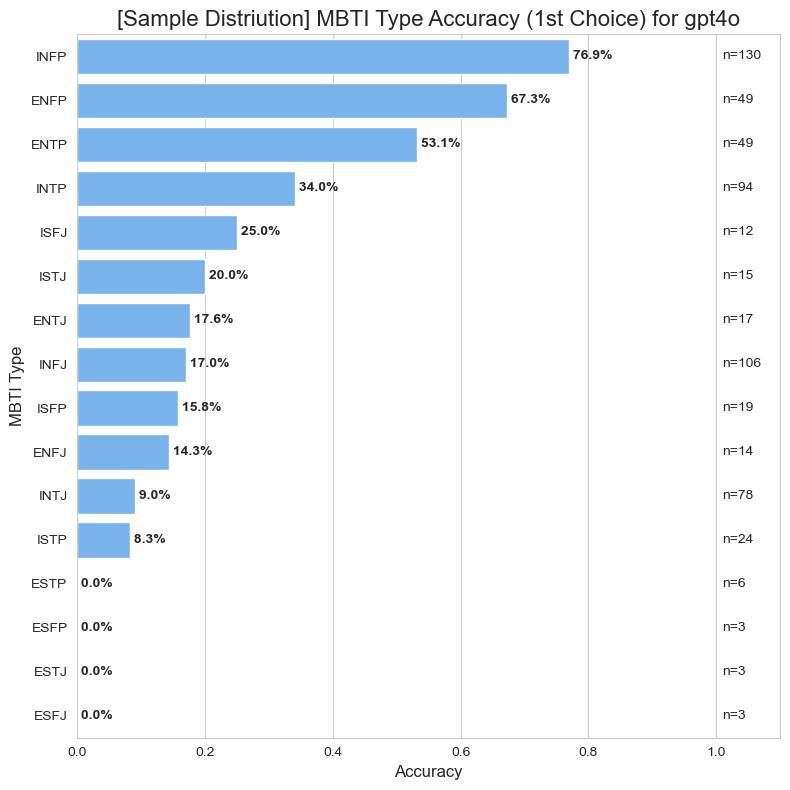 [Sample Distriution] MBTI Type Accuracy (1st Choice) for gpt4o
INFP 76.9% n=130
ENFP 67.3% n=49
ENTP 53.1% n=49
INTP 34.0% n=94
ISFJ 25.0% n=12
ISTJ 20.0% n=15
ENTJ 17.6% n=17
INFJ 17.0% n=106
ISFP 15.8% n=19
ENFJ 14.3% n=14
INTJ 9.0% n=78
ISTP 8.3% n=24
ESTP 0.0% n=6
ESFP 0.0% n=3
ESTJ 0.0% n=3
ESFJ 0.0% n=3
MBTI Type
0.0 0.2 0.4 0.6 0.8 1.0
Accuracy